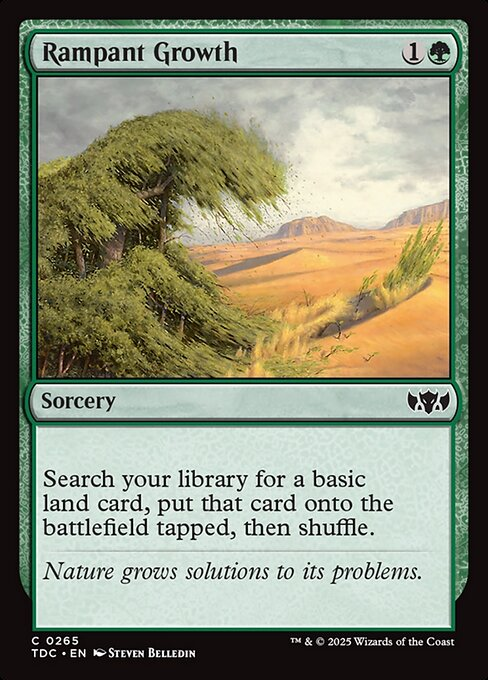 Rampant Growth 1
Sorcery
Search your library for a basic
land card, put that card onto the
battlefield tapped, then shuffle.
Nature grows solutions to its problems.
C 0265
TDC • EN Steven Belledin
™ & © 2025 Wizards of the Coast